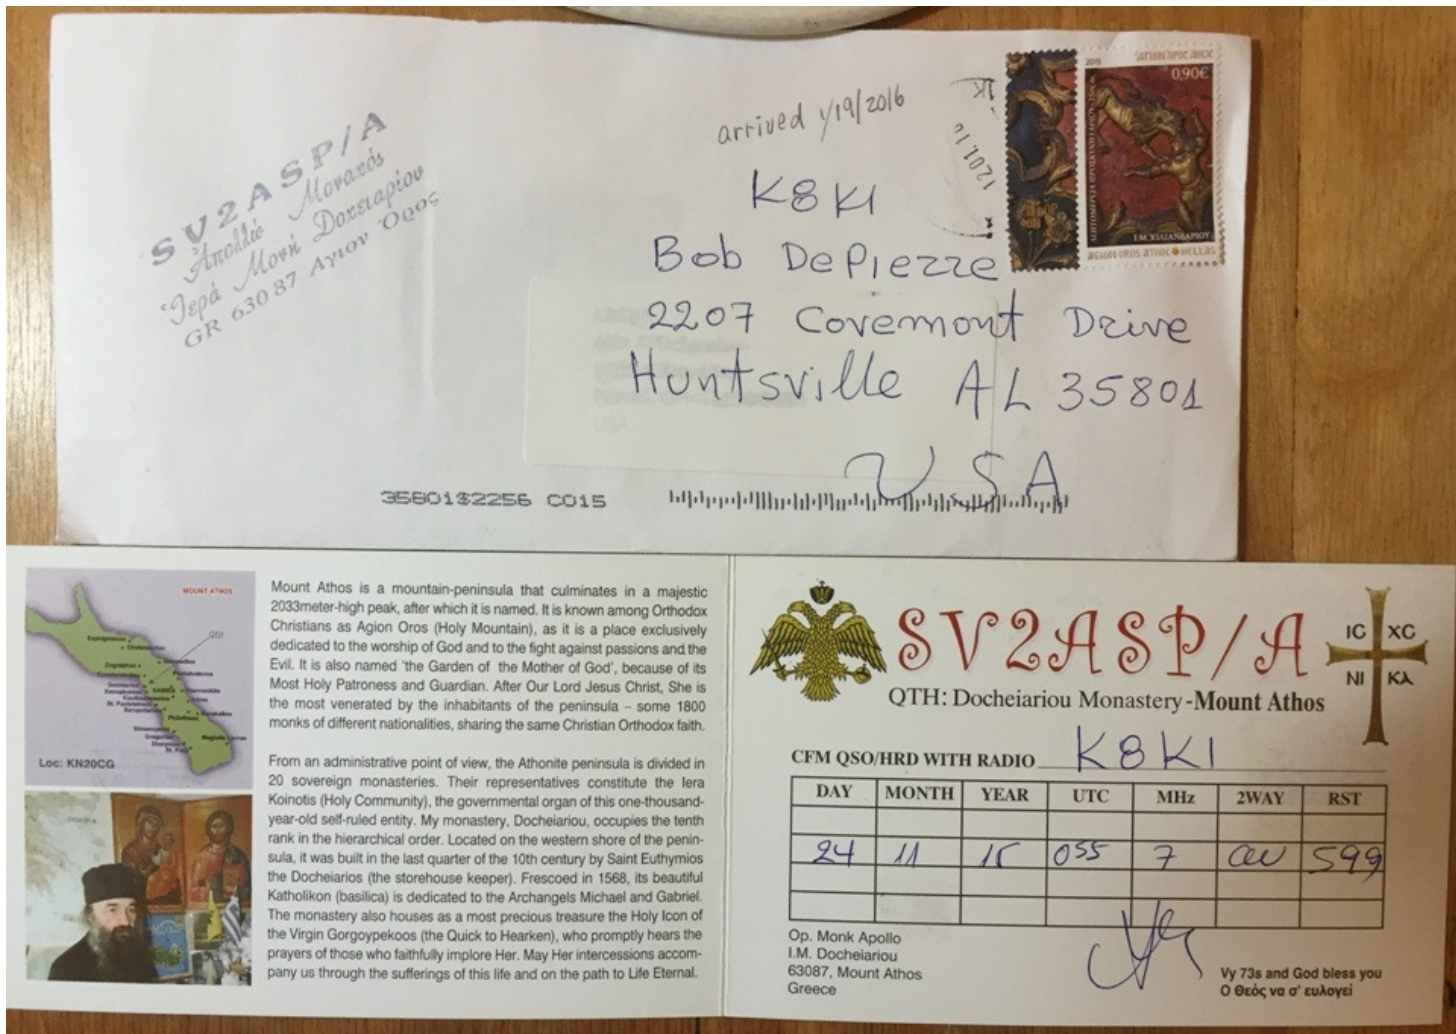 SV2ASP/A
Ἀπολλώ Μοναχός
Ἱερά Μονή Δοχειαρίου
GR 630 87 Αγιον Όρος
arrived 1/19/2016
2015
0,90€
Ι.Μ. ΧΙΛΙΑΝΔΑΡΙΟΥ
HELLAS
K8KI
Bob DePierre
2207 Covemont Drive
Huntsville AL 35801
USA
35801$2256 C015
MOUNT ATHOS
QTH
Loc: KN20CG
Mount Athos is a mountain-peninsula that culminates in a majestic
2033meter-high peak, after which it is named. It is known among Orthodox
Christians as Agion Oros (Holy Mountain), as it is a place exclusively
dedicated to the worship of God and to the fight against passions and the
Evil. It is also named 'the Garden of the Mother of God', because of its
Most Holy Patroness and Guardian. After Our Lord Jesus Christ, She is
the most venerated by the inhabitants of the peninsula – some 1800
monks of different nationalities, sharing the same Christian Orthodox faith.
From an administrative point of view, the Athonite peninsula is divided in
20 sovereign monasteries. Their representatives constitute the Iera
Koinotis (Holy Community), the governmental organ of this one-thousand-
year-old self-ruled entity. My monastery, Docheiariou, occupies the tenth
rank in the hierarchical order. Located on the western shore of the penin-
sula, it was built in the last quarter of the 10th century by Saint Euthymios
the Docheiarios (the storehouse keeper). Frescoed in 1568, its beautiful
Katholikon (basilica) is dedicated to the Archangels Michael and Gabriel.
The monastery also houses as a most precious treasure the Holy Icon of
the Virgin Gorgoypekoos (the Quick to Hearken), who promptly hears the
prayers of those who faithfully implore Her. May Her intercessions accom-
pany us through the sufferings of this life and on the path to Life Eternal.
SV2ASP/A
IC XC
NI KA
QTH: Docheiariou Monastery-Mount Athos
CFM QSO/HRD WITH RADIO K8KI
DAY MONTH YEAR UTC MHz 2WAY RST
24 11 15 055 7 CW 599
Op. Monk Apollo
I.M. Docheiariou
63087, Mount Athos
Greece
Vy 73s and God bless you
Ο Θεός να σ' ευλογεί